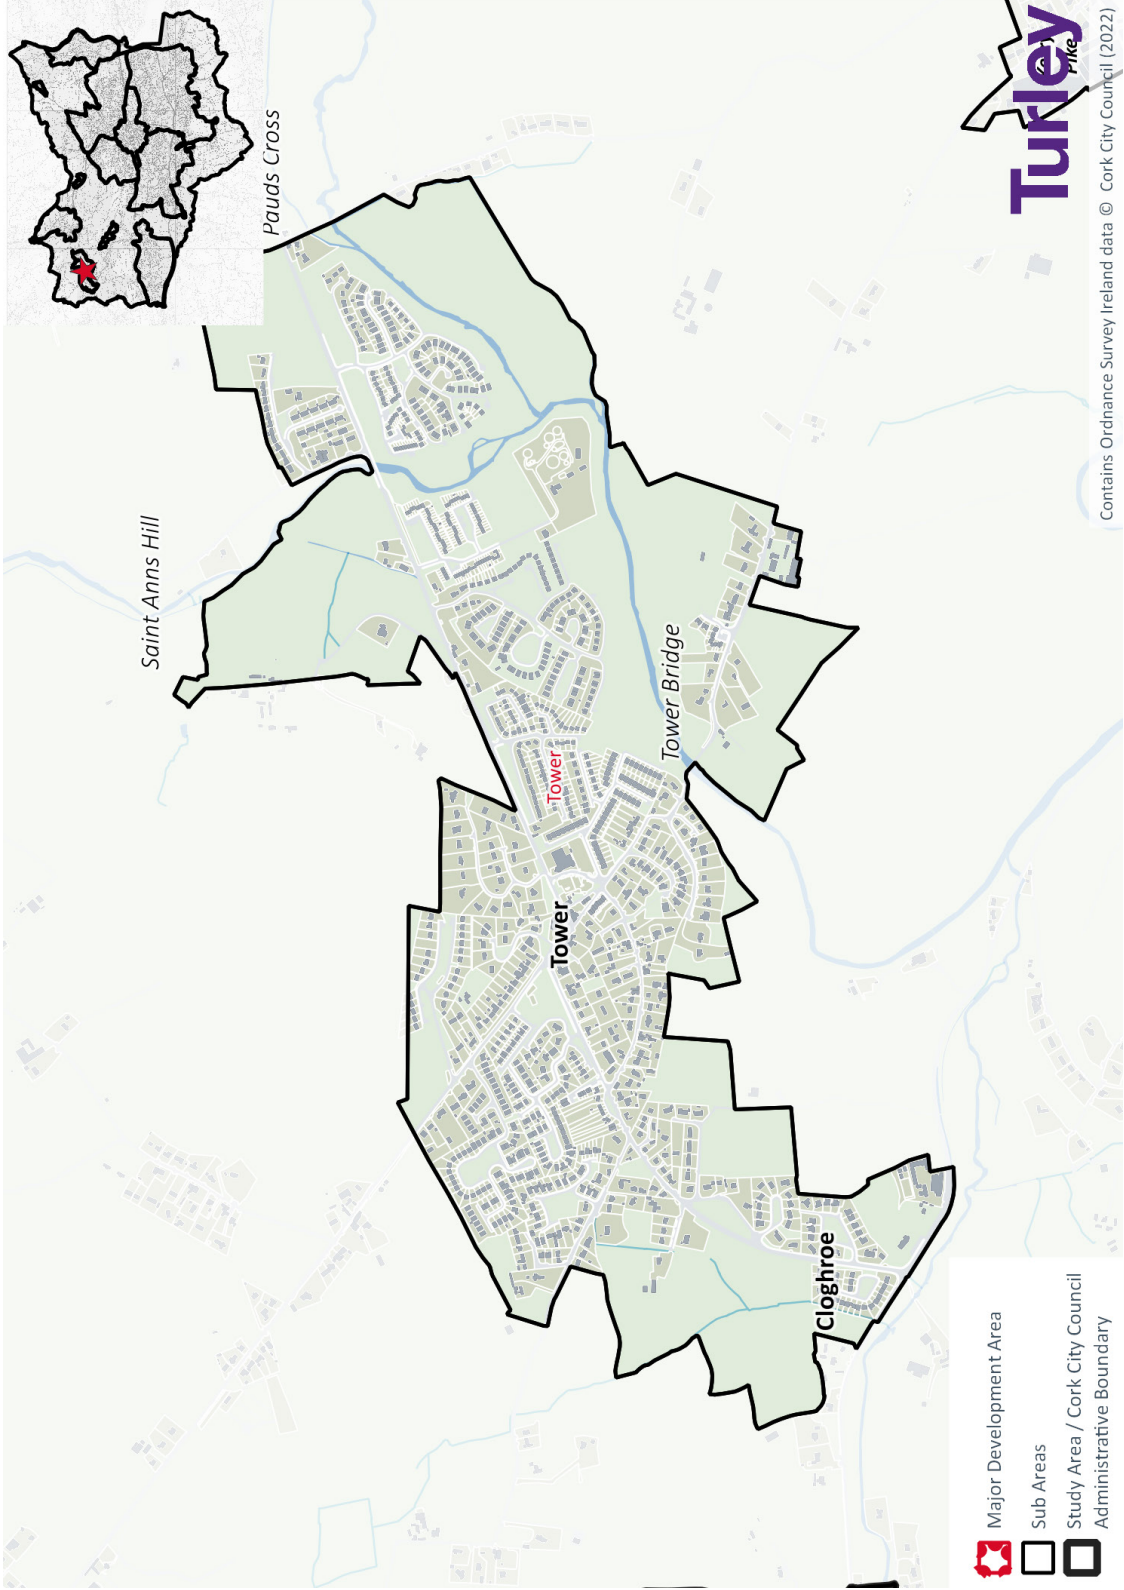 Pauds Cross
Saint Anns Hill
Tower Bridge
Tower
Tower
Cloghroe
Pike
Turley
Contains Ordnance Survey Ireland data © Cork City Council (2022)
Major Development Area
Sub Areas
Study Area / Cork City Council
Administrative Boundary